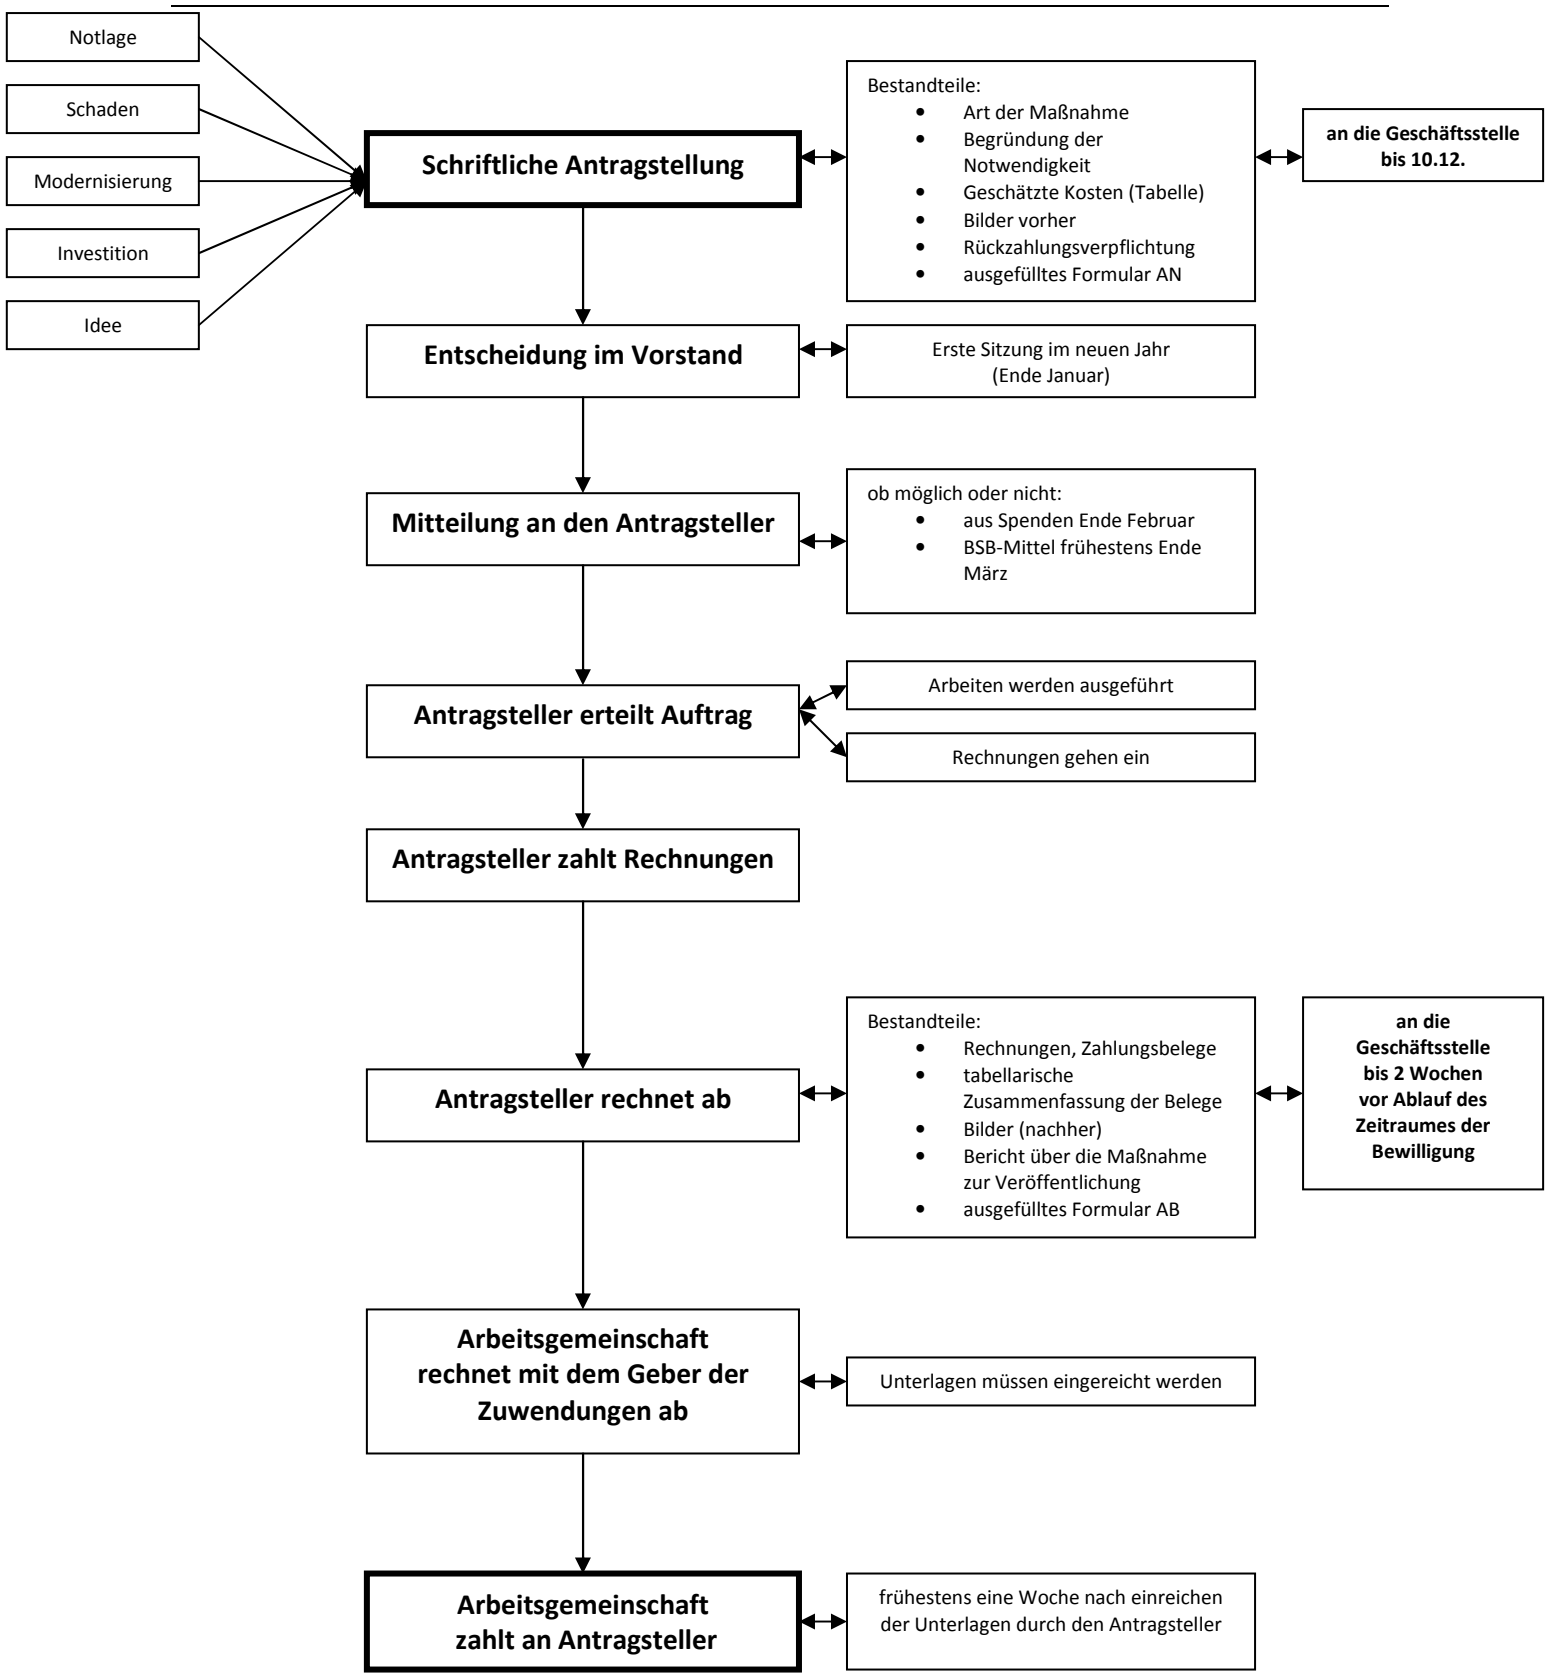 Notlage
Schaden
Modernisierung
Investition
Idee
Schriftliche Antragstellung
Bestandteile:
• Art der Maßnahme
• Begründung der
Notwendigkeit
• Geschätzte Kosten (Tabelle)
• Bilder vorher
• Rückzahlungsverpflichtung
• ausgefülltes Formular AN
an die Geschäftsstelle
bis 10.12.
Entscheidung im Vorstand
Erste Sitzung im neuen Jahr
(Ende Januar)
Mitteilung an den Antragsteller
ob möglich oder nicht:
• aus Spenden Ende Februar
• BSB-Mittel frühestens Ende
März
Antragsteller erteilt Auftrag
Arbeiten werden ausgeführt
Rechnungen gehen ein
Antragsteller zahlt Rechnungen
Antragsteller rechnet ab
Bestandteile:
• Rechnungen, Zahlungsbelege
• tabellarische
Zusammenfassung der Belege
• Bilder (nachher)
• Bericht über die Maßnahme
zur Veröffentlichung
• ausgefülltes Formular AB
an die
Geschäftsstelle
bis 2 Wochen
vor Ablauf des
Zeitraumes der
Bewilligung
Arbeitsgemeinschaft
rechnet mit dem Geber der
Zuwendungen ab
Unterlagen müssen eingereicht werden
Arbeitsgemeinschaft
zahlt an Antragsteller
frühestens eine Woche nach einreichen
der Unterlagen durch den Antragsteller